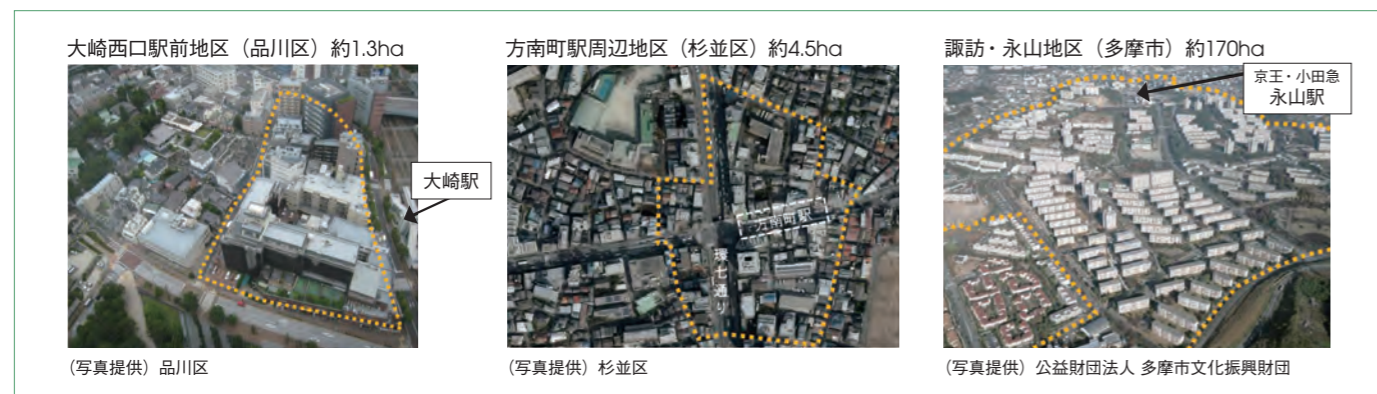 大崎西口駅前地区（品川区）約1.3ha
大崎駅
（写真提供）品川区
方南町駅周辺地区（杉並区）約4.5ha
方南町駅
環七通り
（写真提供）杉並区
諏訪・永山地区（多摩市）約170ha
京王・小田急
永山駅
（写真提供）公益財団法人 多摩市文化振興財団